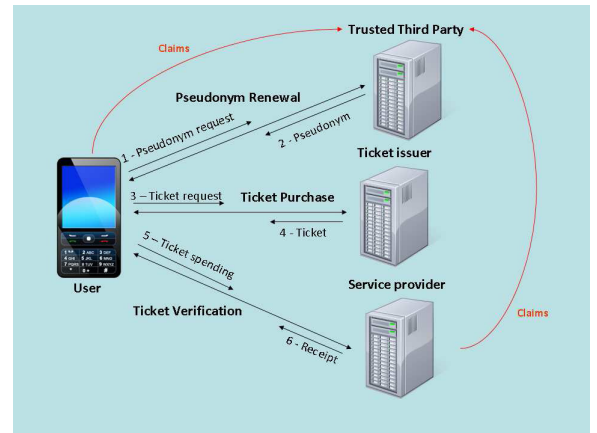 Trusted Third Party
Claims
Pseudonym Renewal
1 - Pseudonym request
2 - Pseudonym
Ticket issuer
3 – Ticket request
Ticket Purchase
4 - Ticket
5 – Ticket spending
User
Service provider
Ticket Verification
6 - Receipt
Claims